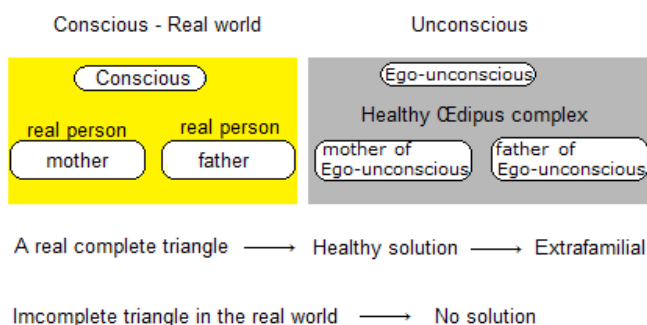 Conscious - Real world
Unconscious
Conscious
Ego-unconscious
Healthy Œdipus complex
real person
real person
mother
father
mother of
Ego-unconscious
father of
Ego-unconscious
A real complete triangle ⟶ Healthy solution ⟶ Extrafamilial
Imcomplete triangle in the real world ⟶ No solution